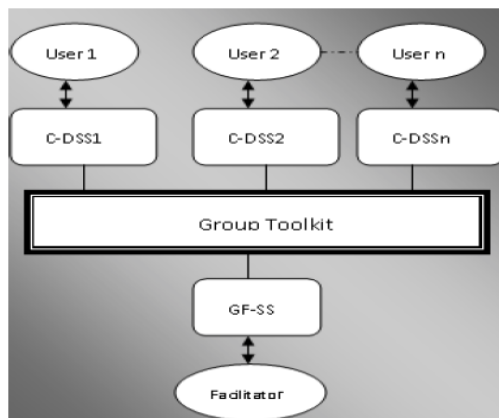 User 1
User 2
User n
C-DSS1
C-DSS2
C-DSSn
Group Toolkit
GF-SS
Facilitator